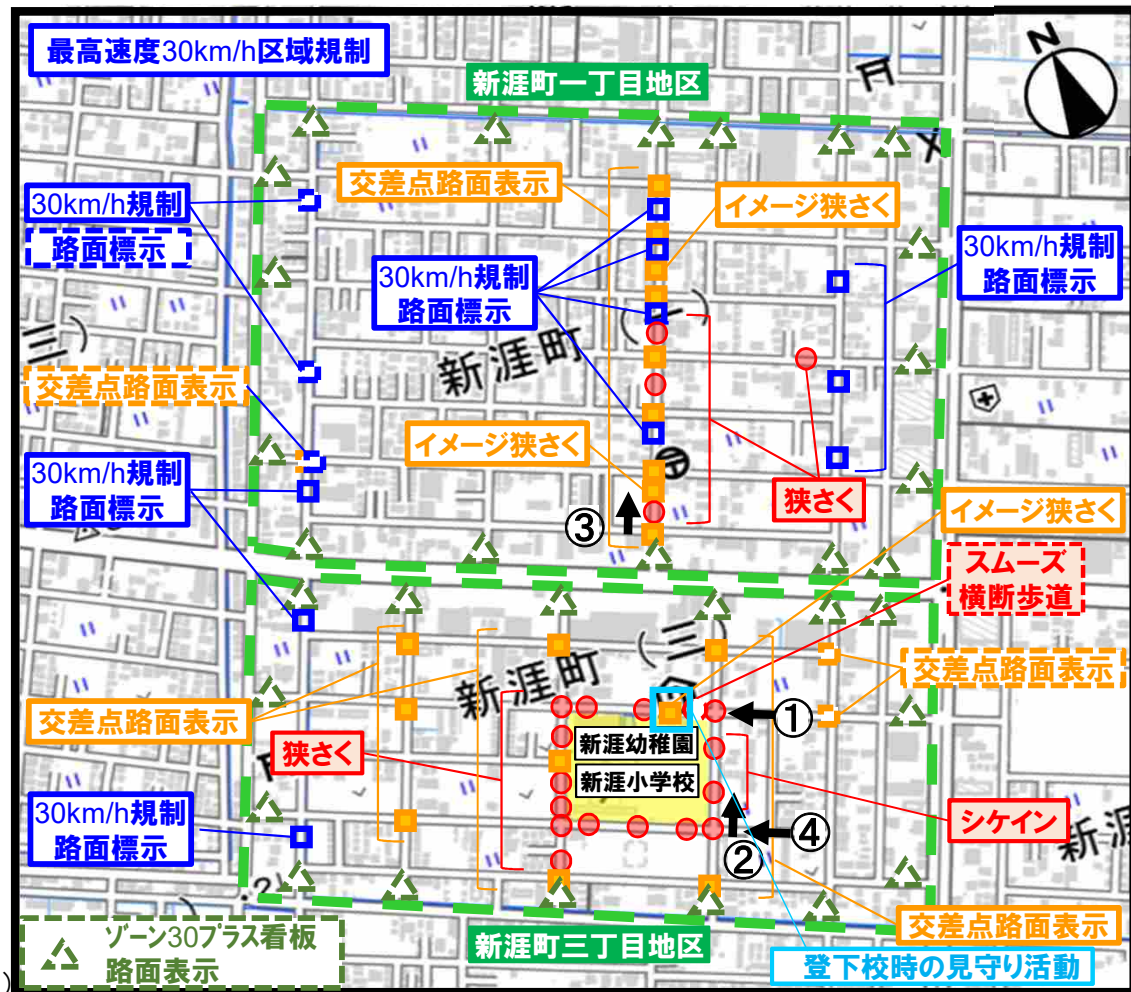 最高速度30km/h区域規制
新涯町一丁目地区
N
交差点路面表示
イメージ狭さく
30km/h規制
路面標示
30km/h規制
路面標示
30km/h規制
路面標示
新涯町(一)
三)
交差点路面表示
イメージ狭さく
30km/h規制
路面標示
狭さく
イメージ狭さく
③
スムーズ
横断歩道
新涯町(三)
交差点路面表示
交差点路面表示
①
新涯幼稚園
新涯小学校
狭さく
シケイン
30km/h規制
路面標示
④
②
新涯
交差点路面表示
ゾーン30プラス看板
路面表示
新涯町三丁目地区
登下校時の見守り活動
)